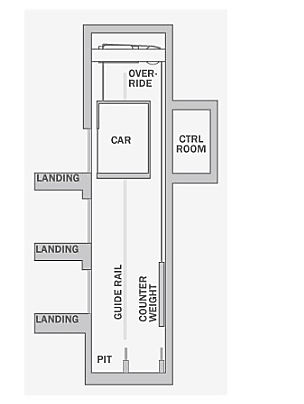 OVER-
RIDE
CAR
CTRL
ROOM
LANDING
LANDING
GUIDE RAIL
COUNTER
WEIGHT
LANDING
PIT